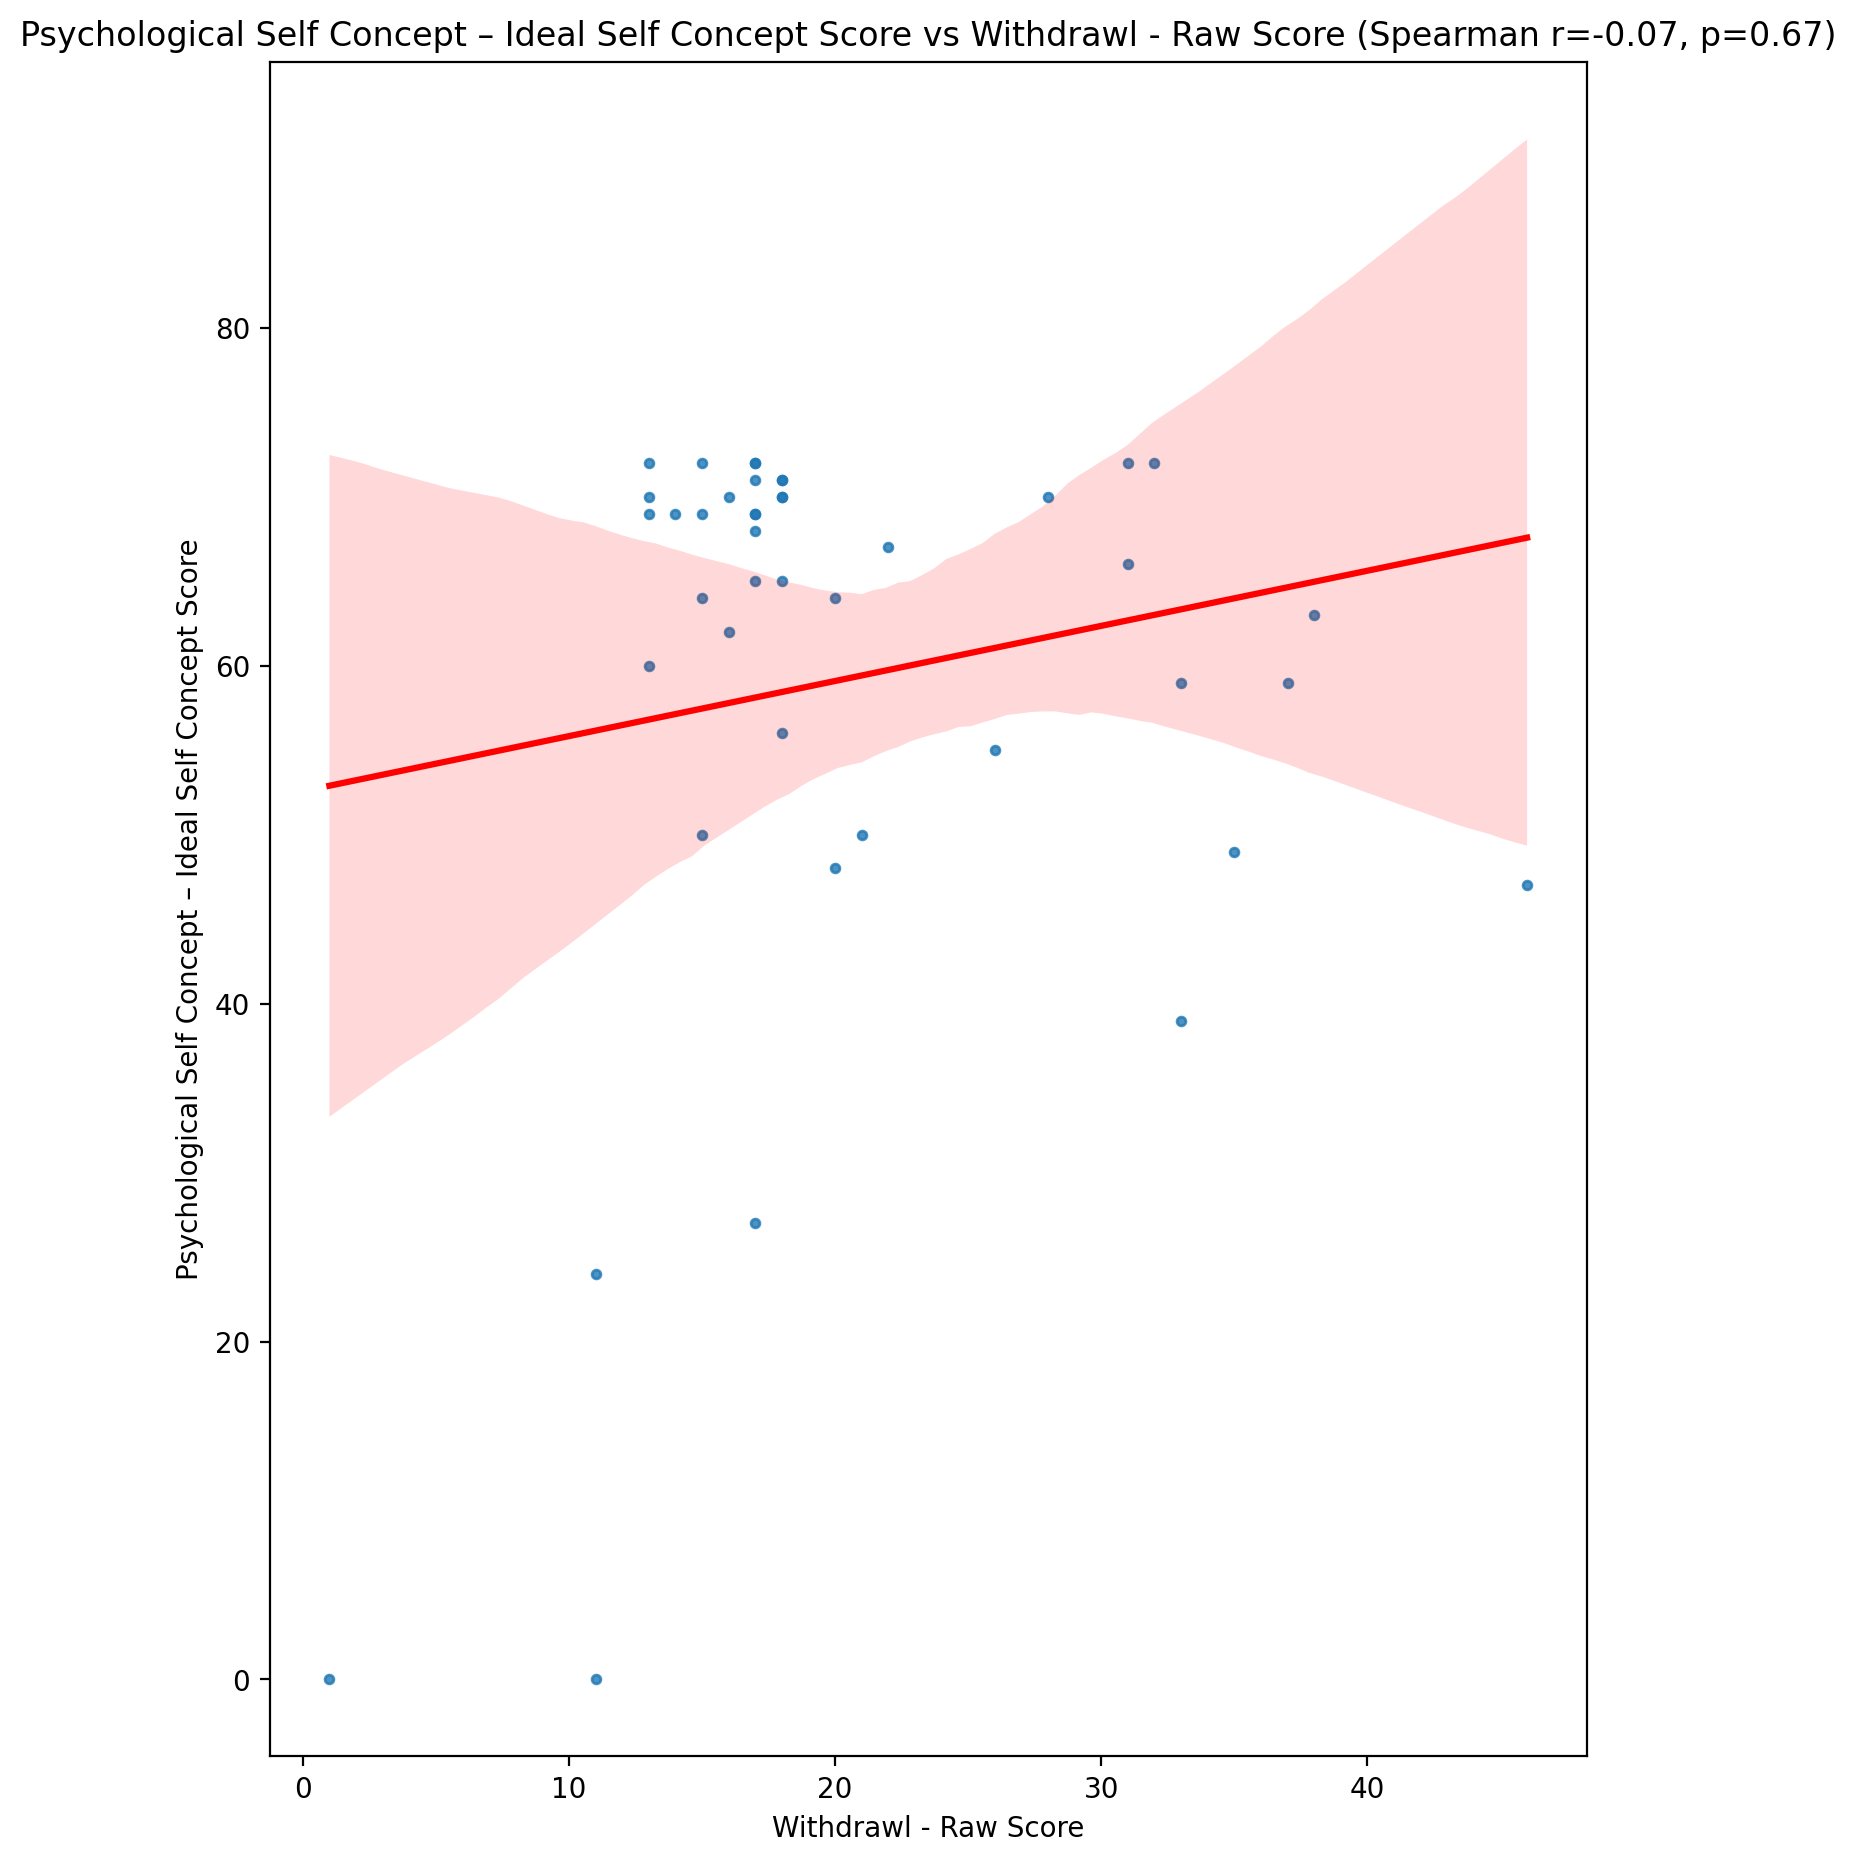 Psychological Self Concept – Ideal Self Concept Score vs Withdrawl - Raw Score (Spearman r=-0.07, p=0.67)
Psychological Self Concept – Ideal Self Concept Score
80
60
40
20
0
0 10 20 30 40
Withdrawl - Raw Score